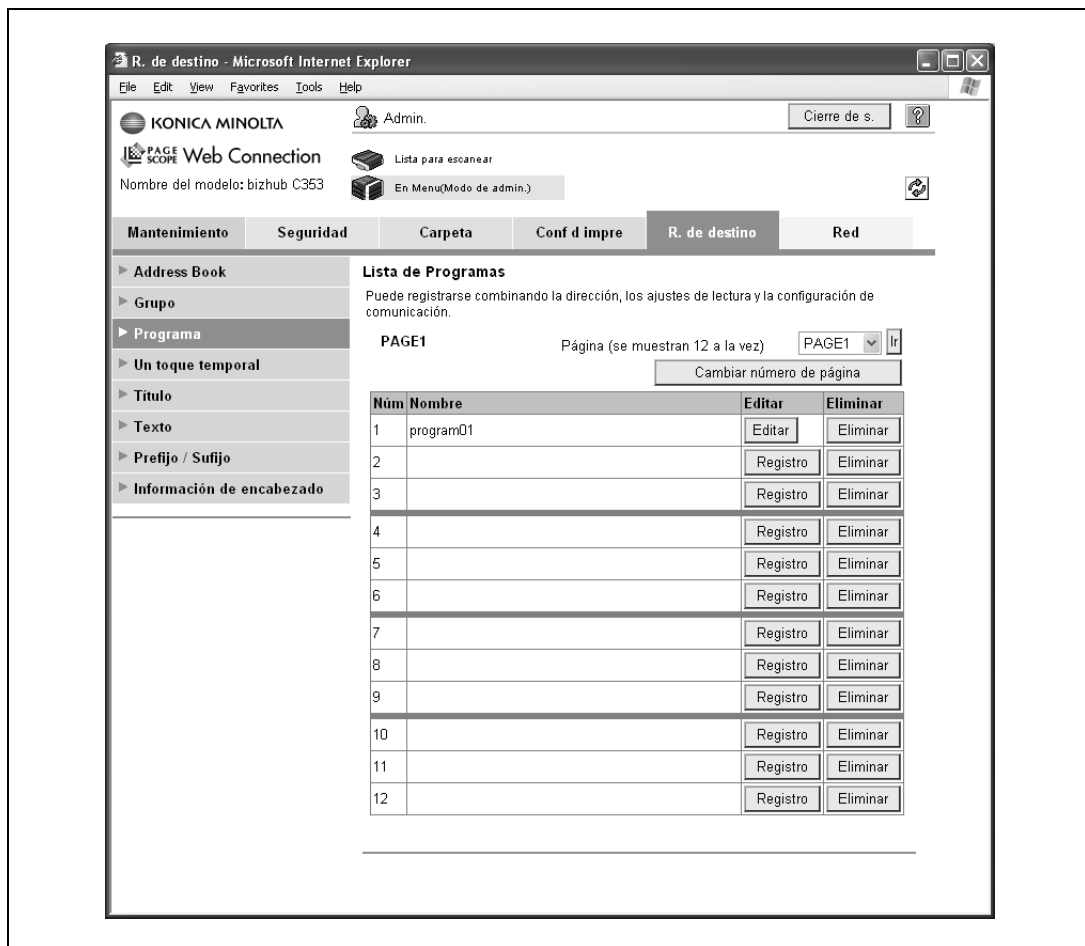 R. de destino - Microsoft Internet Explorer
File Edit View Favorites Tools Help
KONICA MINOLTA
Admin.
Cierre de s.
?
PAGE SCOPE Web Connection
Lista para escanear
Nombre del modelo: bizhub C353
En Menu(Modo de admin.)
Mantenimiento Seguridad Carpeta Conf d impre R. de destino Red
Address Book
Grupo
Programa
Un toque temporal
Título
Texto
Prefijo / Sufijo
Información de encabezado
Lista de Programas
Puede registrarse combinando la dirección, los ajustes de lectura y la configuración de
comunicación.
PAGE1 Página (se muestran 12 a la vez) PAGE1 Ir
Cambiar número de página
Núm Nombre Editar Eliminar
1 program01 Editar Eliminar
2 Registro Eliminar
3 Registro Eliminar
4 Registro Eliminar
5 Registro Eliminar
6 Registro Eliminar
7 Registro Eliminar
8 Registro Eliminar
9 Registro Eliminar
10 Registro Eliminar
11 Registro Eliminar
12 Registro Eliminar